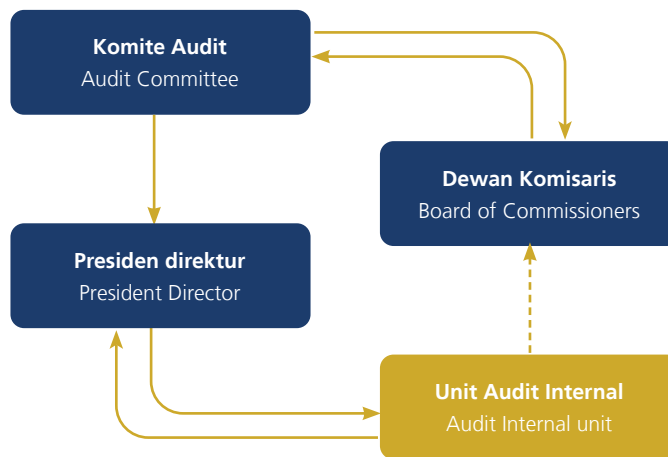 Komite Audit
Audit Committee
Dewan Komisaris
Board of Commissioners
Presiden direktur
President Director
Unit Audit Internal
Audit Internal unit